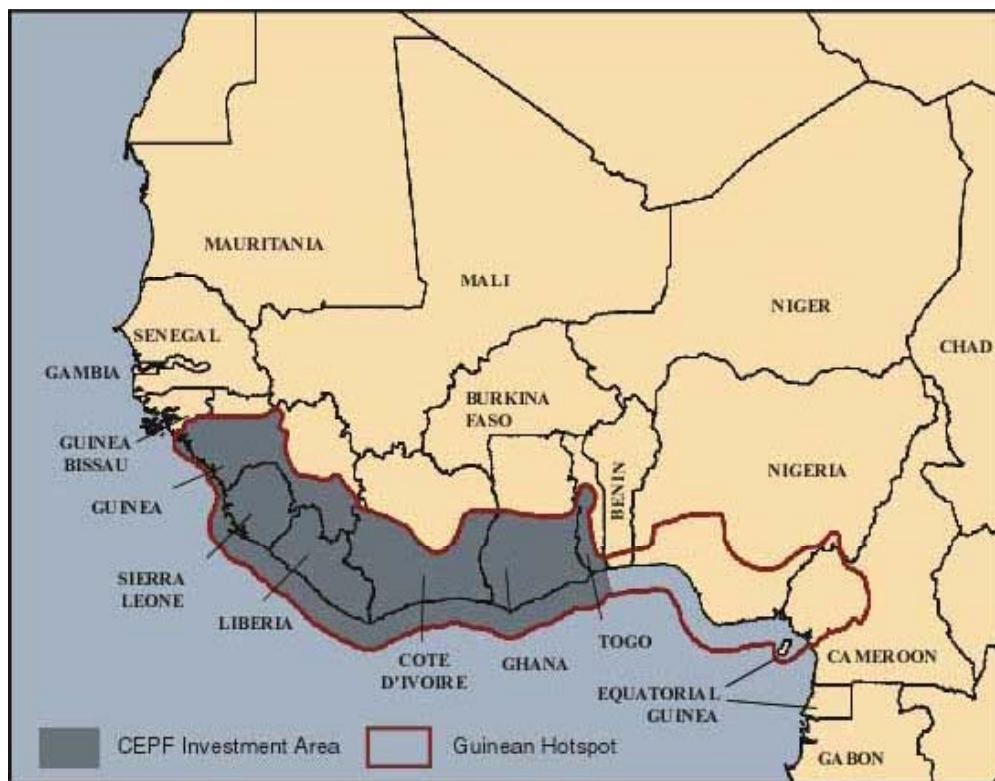 MAURITANIA
MALI
NIGER
CHAD
SENEGAL
GAMBIA
BURKINA
FASO
GUINEA
BISSAU
NIGERIA
BENIN
GUINEA
SIERRA
LEONE
LIBERIA
COTE
D'IVOIRE
GHANA
TOGO
CAMEROON
EQUATORIAL
GUINEA
GABON
CEPF Investment Area
Guinean Hotspot